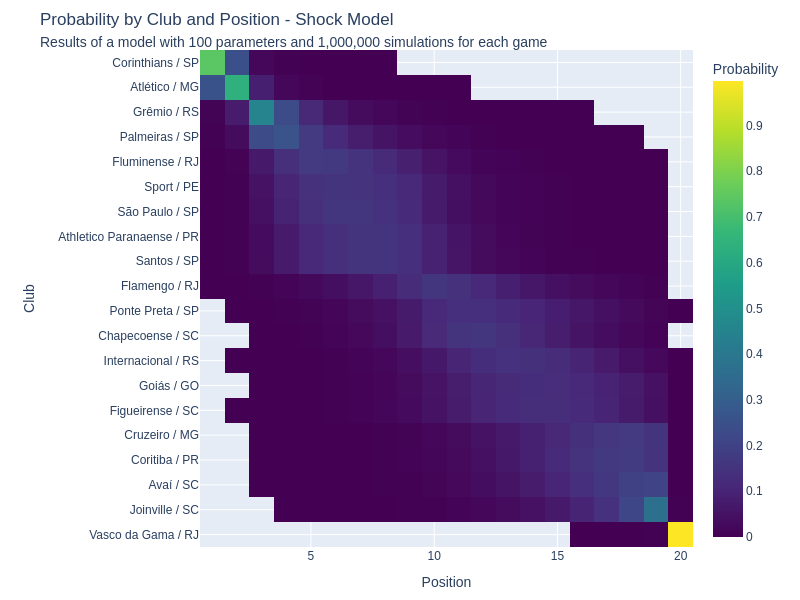 Probability by Club and Position - Shock Model
Results of a model with 100 parameters and 1,000,000 simulations for each game
Probability
Club
Corinthians / SP
Atlético / MG
Grêmio / RS
Palmeiras / SP
Fluminense / RJ
Sport / PE
São Paulo / SP
Athletico Paranaense / PR
Santos / SP
Flamengo / RJ
Ponte Preta / SP
Chapecoense / SC
Internacional / RS
Goiás / GO
Figueirense / SC
Cruzeiro / MG
Coritiba / PR
Avaí / SC
Joinville / SC
Vasco da Gama / RJ
0.9
0.8
0.7
0.6
0.5
0.4
0.3
0.2
0.1
0
5 10 15 20
Position